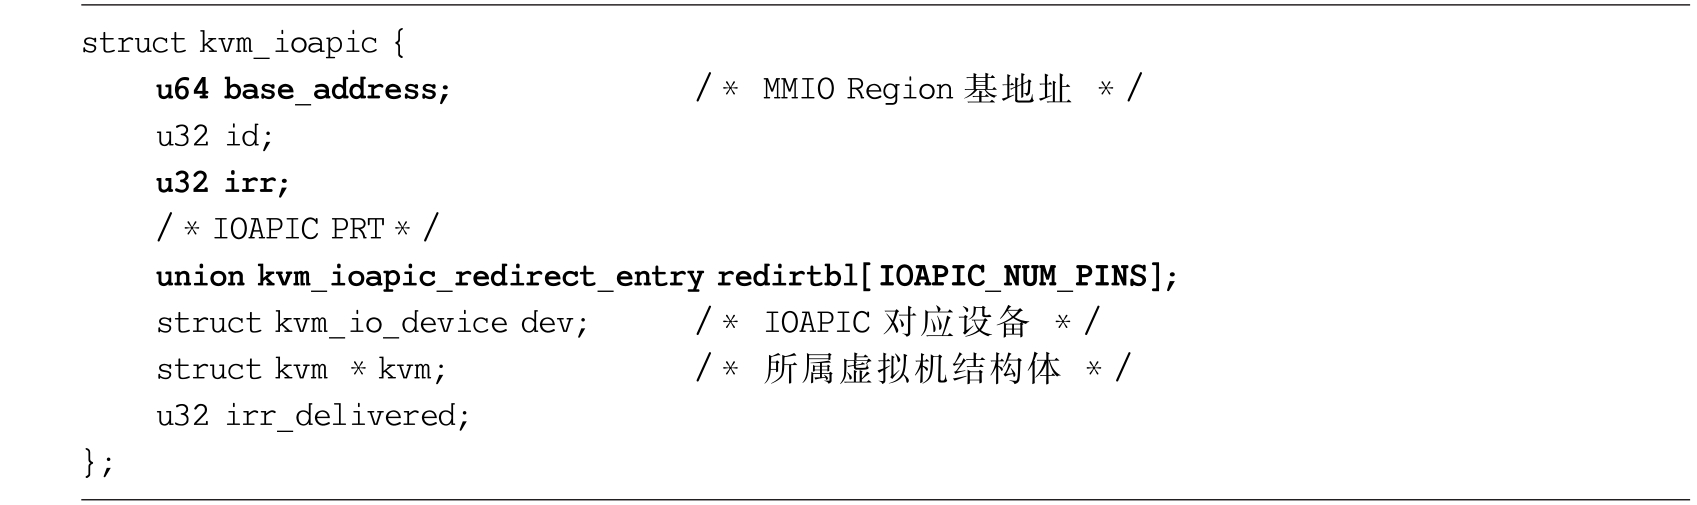 struct kvm_ioapic {
u64 base_address; /* MMIO Region 基地址 */
u32 id;
u32 irr;
/*IOAPIC PRT*/
union kvm_ioapic_redirect_entry redirtbl[IOAPIC_NUM_PINS];
struct kvm_io_device dev; /* IOAPIC 对应设备 */
struct kvm *kvm; /* 所属虚拟机结构体 */
u32 irr_delivered;
};